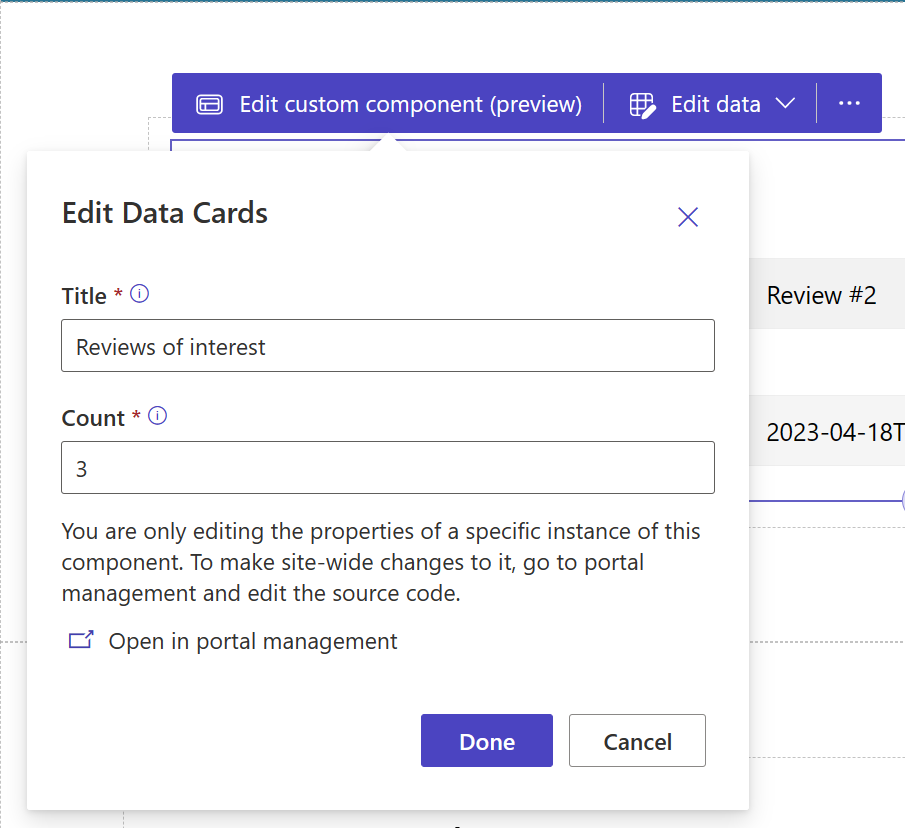 Edit custom component (preview) Edit data ...
Edit Data Cards
Title *
Reviews of interest
Review #2
Count *
3
2023-04-18T
You are only editing the properties of a specific instance of this
component. To make site-wide changes to it, go to portal
management and edit the source code.
Open in portal management
Done Cancel